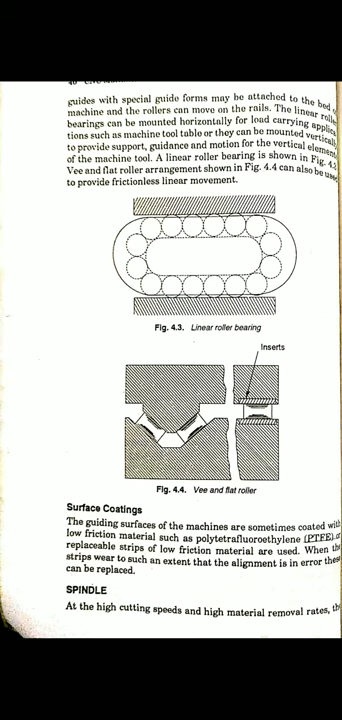 guides with special guide forms may be attached to the bed
machine and the rollers can move on the rails. The linear
bearings can be mounted horizontally for load carrying
tions such as machine tool table or they can be mounted vertically
to provide support, guidance and motion for the vertical
of the machine tool. A linear roller bearing is shown in Fig. 4.3
Vee and flat roller arrangement shown in Fig. 4.4 can also be
to provide frictionless linear movement.
Fig. 4.3. Linear roller bearing
Inserts
Fig. 4.4. Vee and flat roller
Surface Coatings
The guiding surfaces of the machines are sometimes coated with
low friction material such as polytetrafluoroethylene (PTFE) or
replaceable strips of low friction material are used. When the
strips wear to such an extent that the alignment is in error these
can be replaced.
SPINDLE
At the high cutting speeds and high material removal rates,